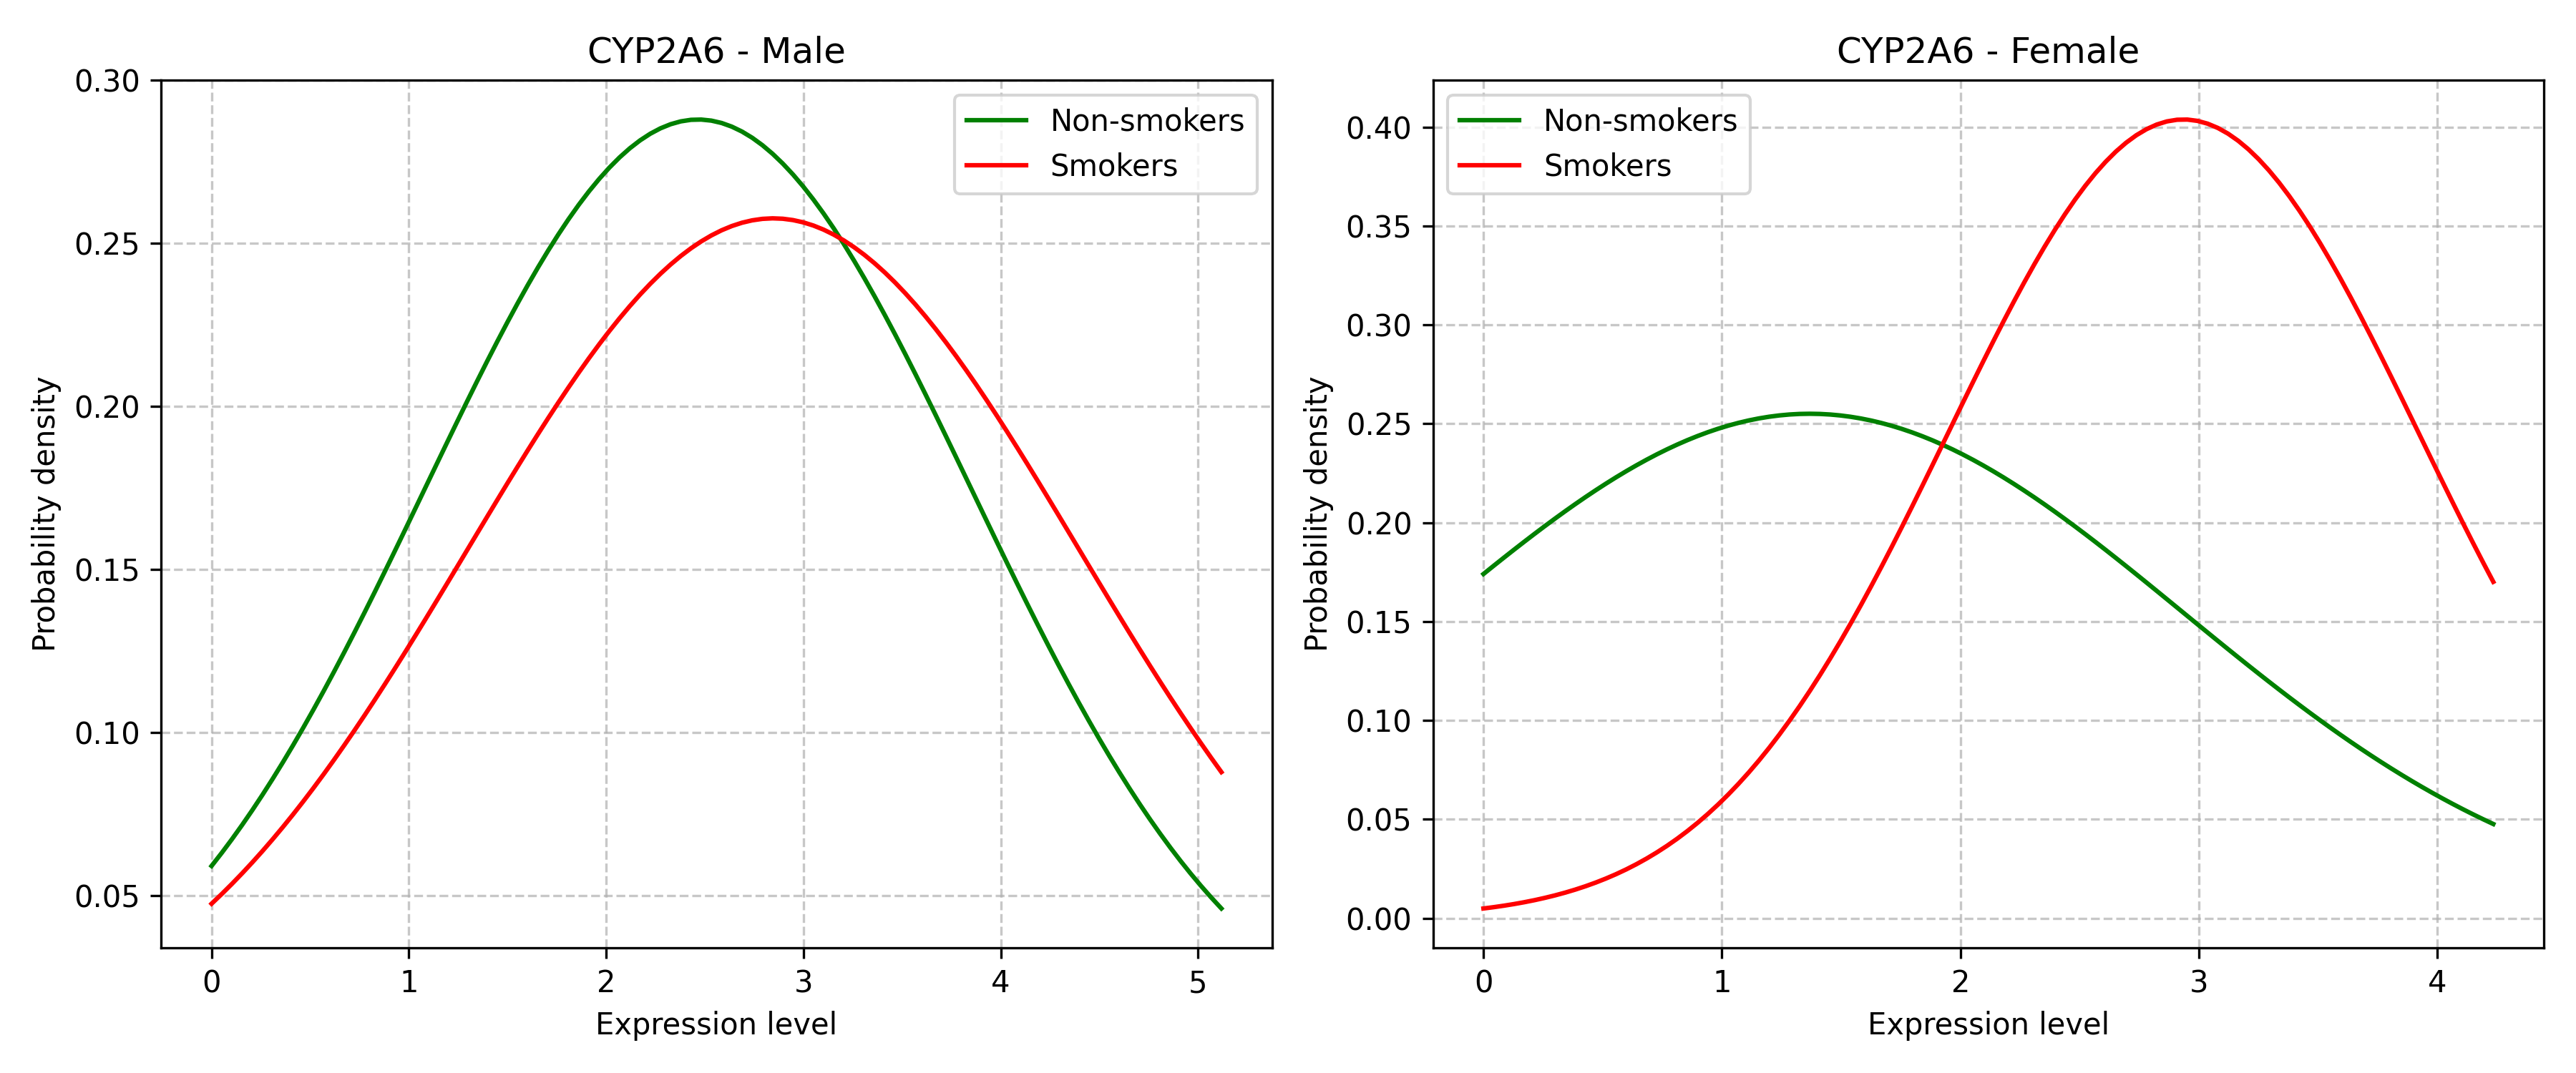 CYP2A6 - Male
0.30
0.25
0.20
0.15
0.10
0.05
Probability density
Non-smokers
Smokers
0 1 2 3 4 5
Expression level
CYP2A6 - Female
0.40
0.35
0.30
0.25
0.20
0.15
0.10
0.05
0.00
Probability density
Non-smokers
Smokers
0 1 2 3 4
Expression level